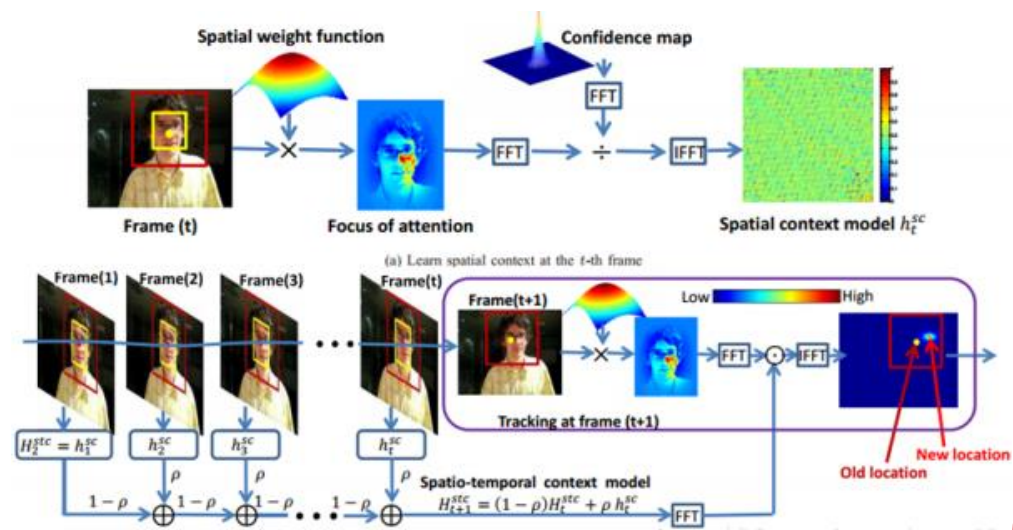 Spatial weight function
Confidence map
FFT
×
FFT
÷
IFFT
Frame (t)
Focus of attention
Spatial context model $h_t^{sc}$
(a) Learn spatial context at the t-th frame
Frame(1)
Frame(2)
Frame(3)
Frame(t)
Frame(t+1)
Low
High
×
FFT
IFFT
Tracking at frame (t+1)
Old location
New location
$H_2^{stc} = h_1^{sc}$
$h_2^{sc}$
$h_3^{sc}$
$h_t^{sc}$
ρ
ρ
ρ
1 − ρ
1 − ρ
1 − ρ
1 − ρ
Spatio-temporal context model
$H_{t+1}^{stc} = (1-\rho)H_t^{stc} + \rho\, h_t^{sc}$
FFT